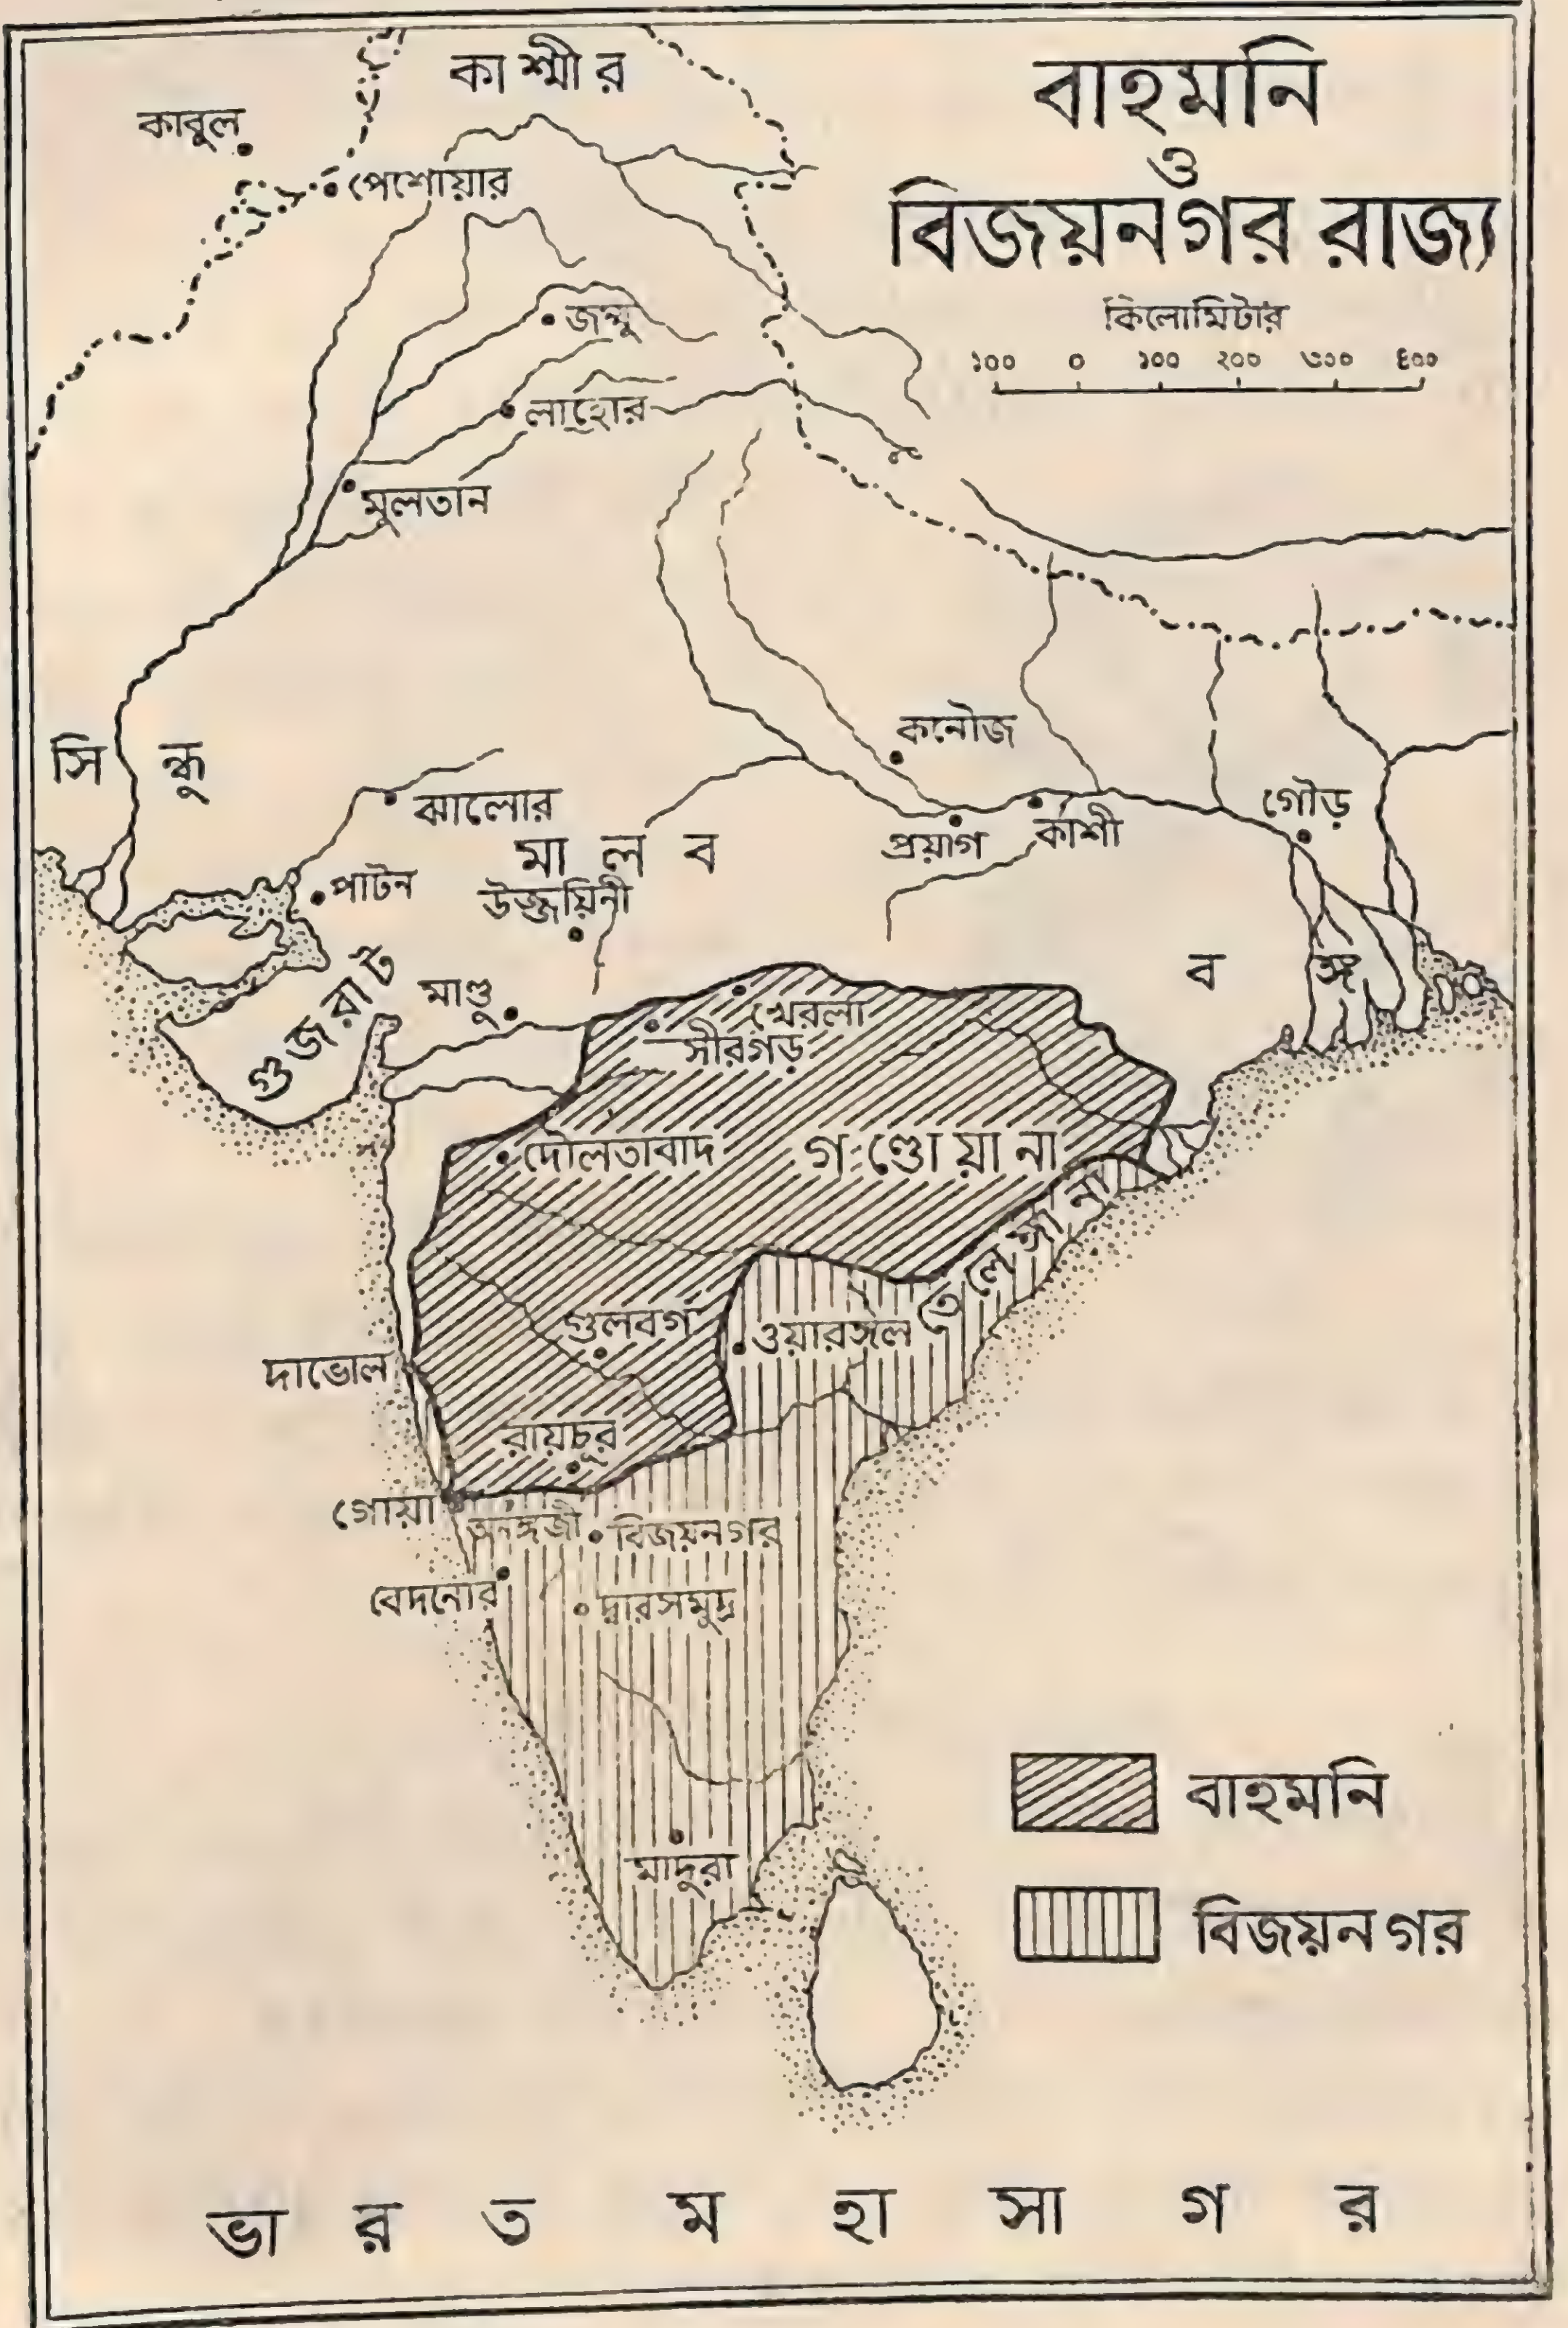 বাহমনি
ও
বিজয়নগর রাজ্য
কিলোমিটার
১০০ ০ ১০০ ২০০ ৩০০ ৪০০
কাশ্মীর
কাবুল
পেশোয়ার
জম্মু
লাহোর
মুলতান
সিন্ধু
কনৌজ
ঝালোর
গৌড়
প্রয়াগ
কাশী
মালব
পাটন
উজ্জয়িনী
গুজরাট
মাণ্ডু
বঙ্গ
খেরলা
সীরগড়
দৌলতাবাদ
গণ্ডোয়ানা
তেলেঙ্গানা
গুলবর্গ
ওয়ারঙ্গল
দাভোল
রায়চুর
গোয়া
বিজয়নগর
বেদনোর
দ্বারসমুদ্র
মাদুরা
বাহমনি
বিজয়নগর
ভারত মহাসাগর